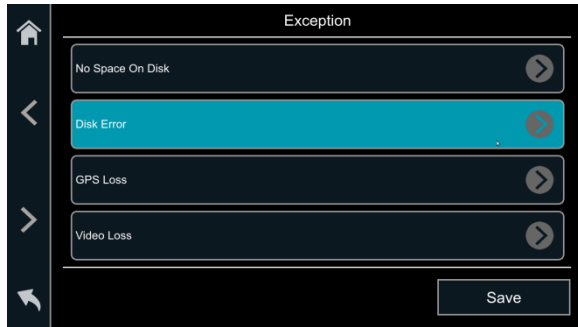 Exception
No Space On Disk
Disk Error
GPS Loss
Video Loss
Save